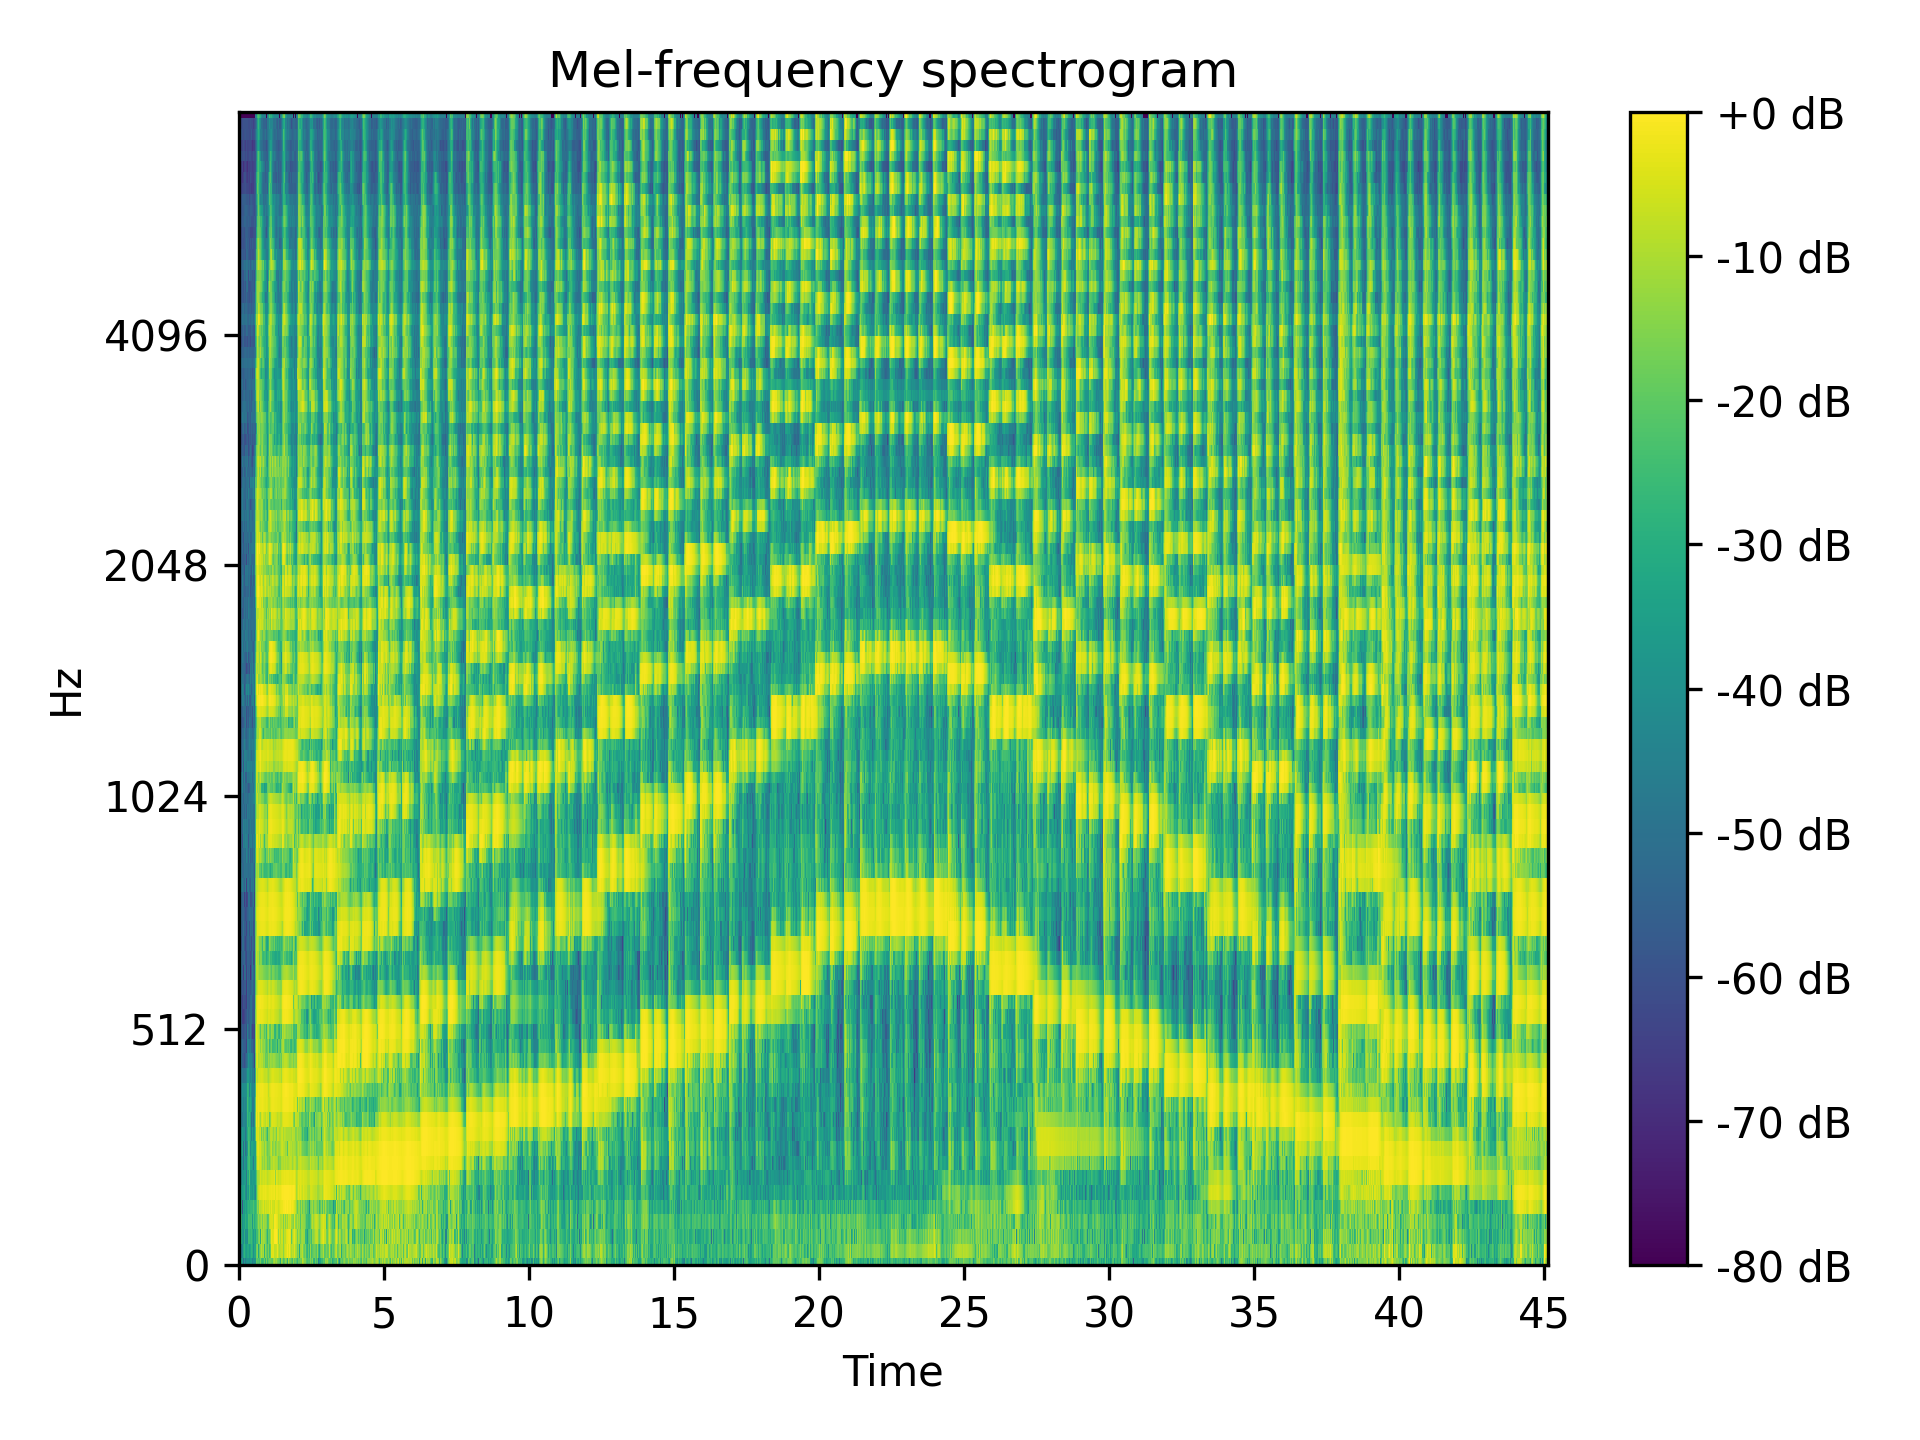 Mel-frequency spectrogram
Hz
4096
2048
1024
512
0
0 5 10 15 20 25 30 35 40 45
Time
+0 dB
-10 dB
-20 dB
-30 dB
-40 dB
-50 dB
-60 dB
-70 dB
-80 dB